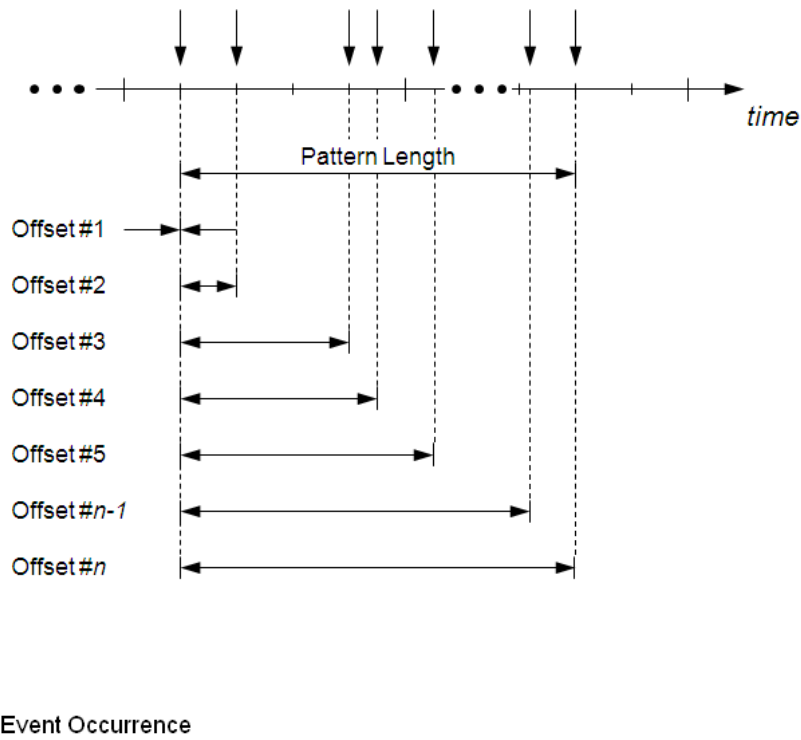 time
Pattern Length
Offset #1
Offset #2
Offset #3
Offset #4
Offset #5
Offset #n-1
Offset #n
Event Occurrence